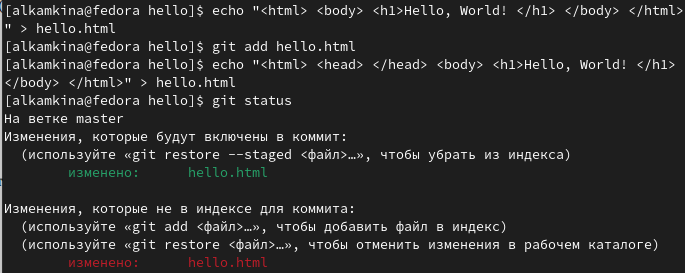 [alkamkina@fedora hello]$ echo "<html> <body> <h1>Hello, World! </h1> </body> </html>
" > hello.html
[alkamkina@fedora hello]$ git add hello.html
[alkamkina@fedora hello]$ echo "<html> <head> </head> <body> <h1>Hello, World! </h1>
</body> </html>" > hello.html
[alkamkina@fedora hello]$ git status
На ветке master
Изменения, которые будут включены в коммит:
  (используйте «git restore --staged <файл>…», чтобы убрать из индекса)
        изменено:      hello.html

Изменения, которые не в индексе для коммита:
  (используйте «git add <файл>…», чтобы добавить файл в индекс)
  (используйте «git restore <файл>…», чтобы отменить изменения в рабочем каталоге)
        изменено:      hello.html